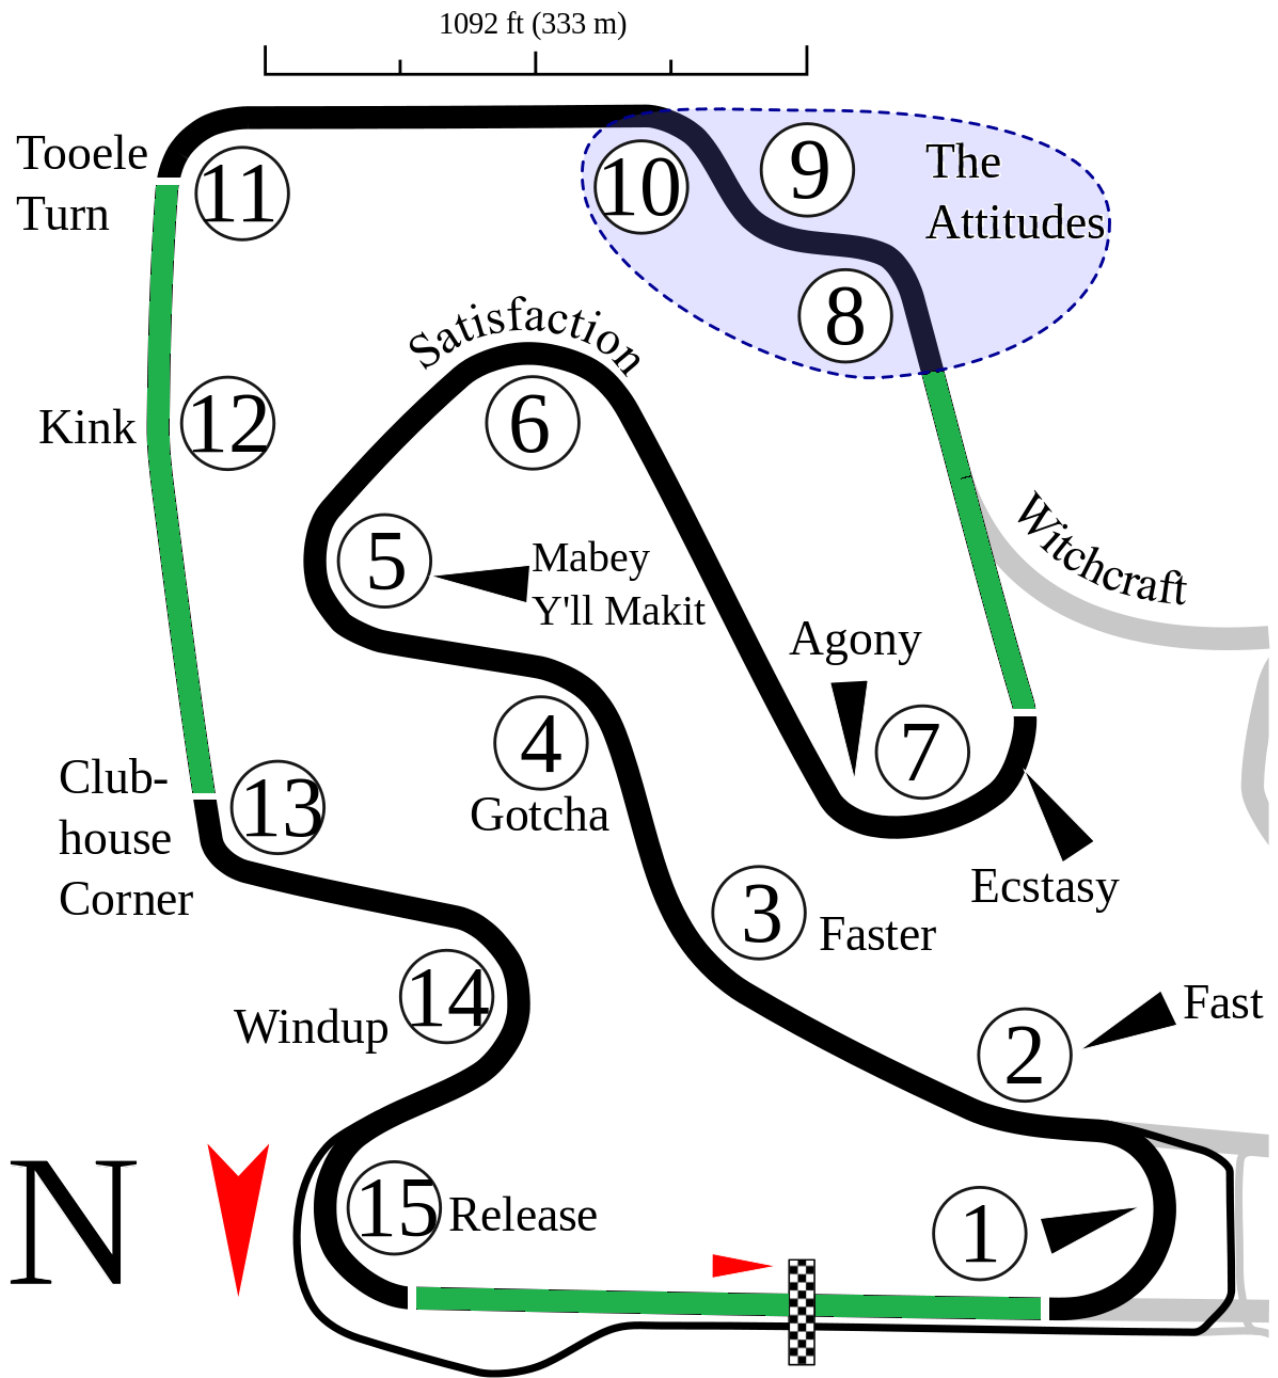 1092 ft (333 m)
Tooele
Turn
11
10
9
The
Attitudes
8
Satisfaction
Kink
12
6
Witchcraft
5
Mabey
Y'll Makit
Agony
7
4
Gotcha
Club-
house
Corner
13
Ecstasy
3
Faster
14
Windup
Fast
2
N
15
Release
1